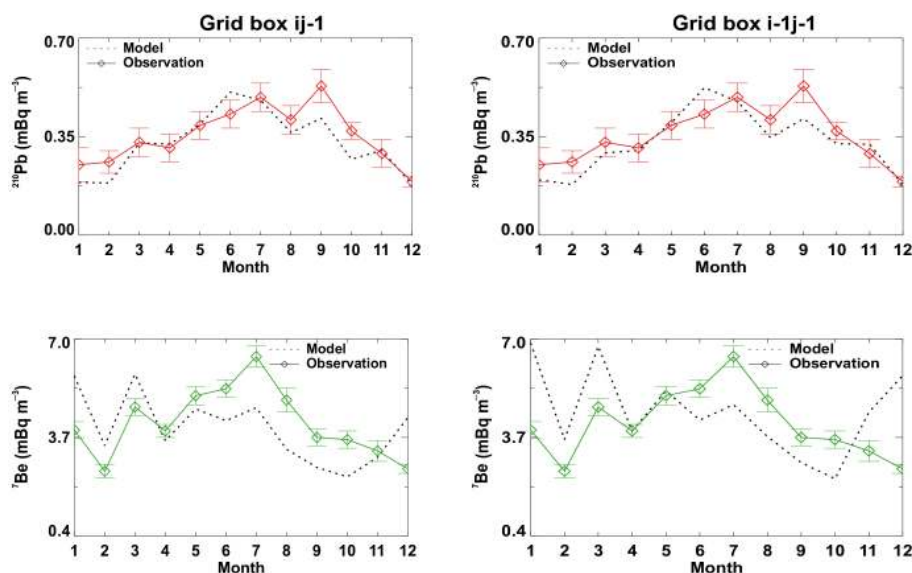 Grid box ij-1
0.70
Model
Observation
0.35
0.00
²¹⁰Pb (mBq m⁻³)
1 2 3 4 5 6 7 8 9 10 11 12
Month
Grid box i-1j-1
0.70
Model
Observation
0.35
0.00
²¹⁰Pb (mBq m⁻³)
1 2 3 4 5 6 7 8 9 10 11 12
Month
7.0
Model
Observation
3.7
0.4
⁷Be (mBq m⁻³)
1 2 3 4 5 6 7 8 9 10 11 12
Month
7.0
Model
Observation
3.7
0.4
⁷Be (mBq m⁻³)
1 2 3 4 5 6 7 8 9 10 11 12
Month